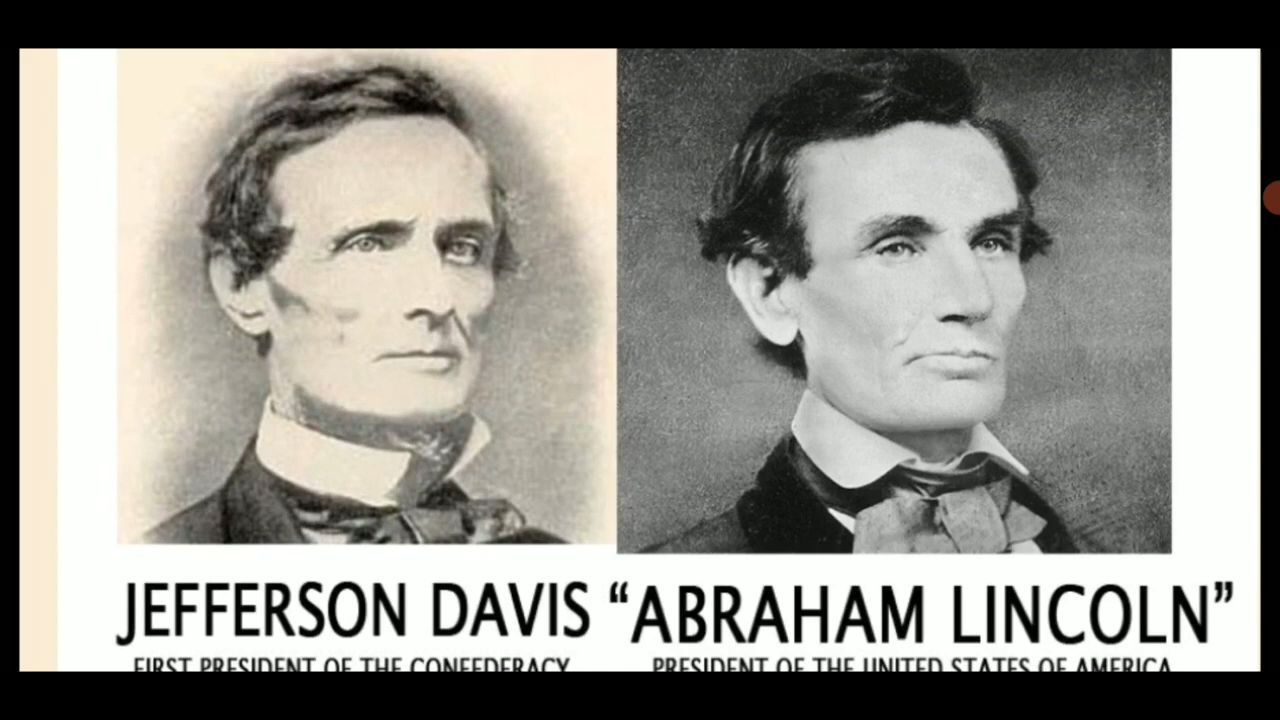 JEFFERSON DAVIS “ABRAHAM LINCOLN”
FIRST PRESIDENT OF THE CONFEDERACY PRESIDENT OF THE UNITED STATES OF AMERICA